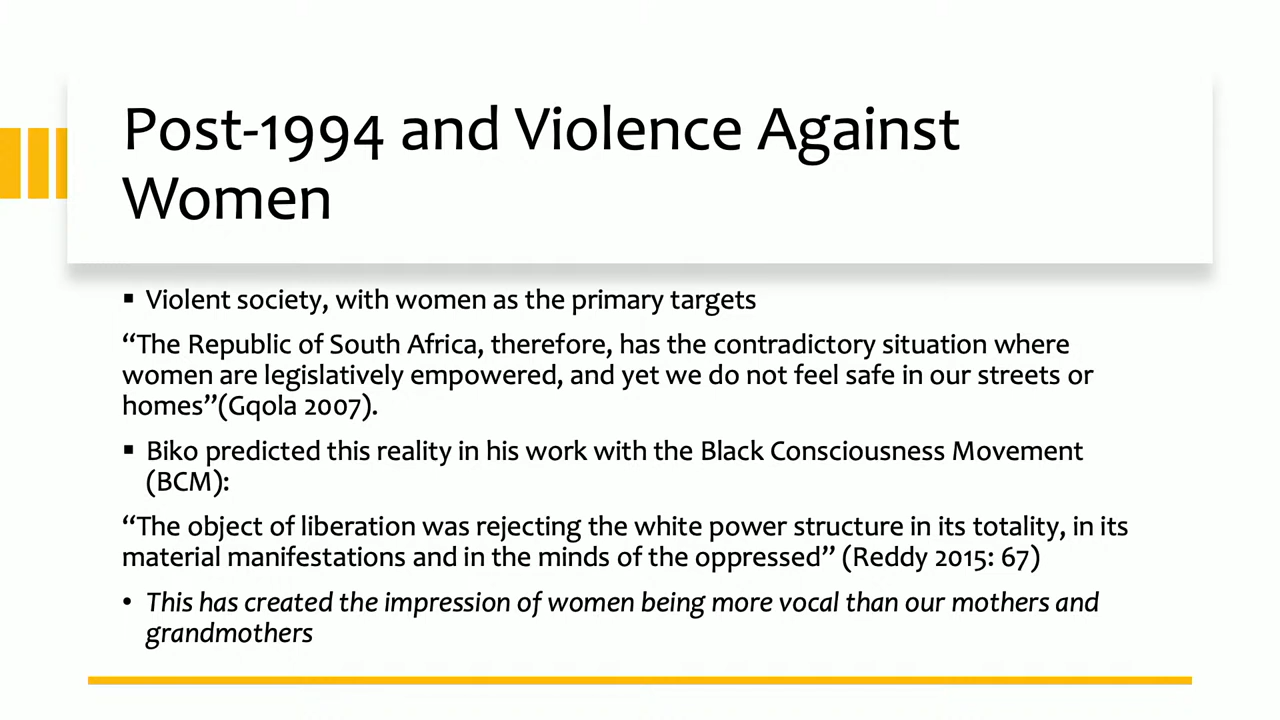 Post-1994 and Violence Against
Women
▪ Violent society, with women as the primary targets
“The Republic of South Africa, therefore, has the contradictory situation where
women are legislatively empowered, and yet we do not feel safe in our streets or
homes”(Gqola 2007).
▪ Biko predicted this reality in his work with the Black Consciousness Movement
(BCM):
“The object of liberation was rejecting the white power structure in its totality, in its
material manifestations and in the minds of the oppressed” (Reddy 2015: 67)
• This has created the impression of women being more vocal than our mothers and
grandmothers